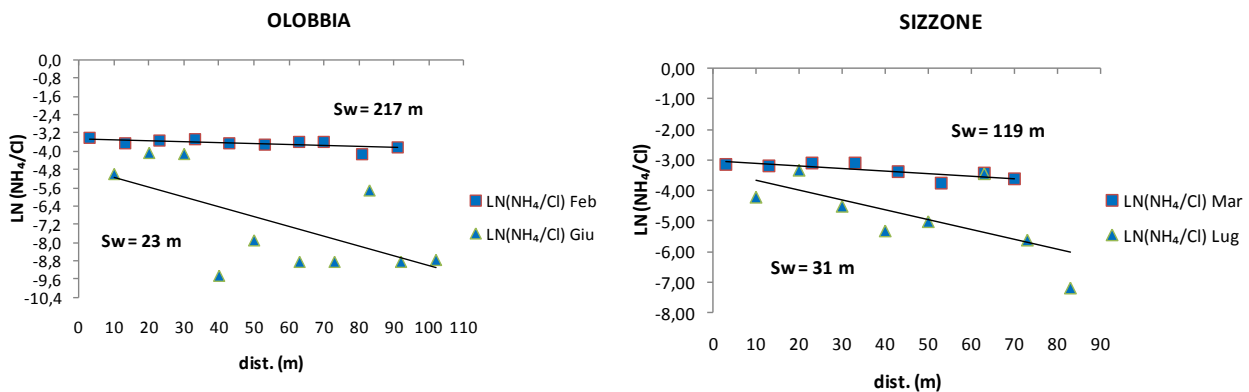 OLOBBIA
LN (NH₄/Cl)
0,0
-0,8
-1,6
-2,4
-3,2
-4,0
-4,8
-5,6
-6,4
-7,2
-8,0
-8,8
-9,6
-10,4
Sw = 217 m
Sw = 23 m
0 10 20 30 40 50 60 70 80 90 100 110
dist. (m)
LN(NH₄/Cl) Feb
LN(NH₄/Cl) Giu
SIZZONE
LN(NH₄/Cl)
0,00
-1,00
-2,00
-3,00
-4,00
-5,00
-6,00
-7,00
-8,00
Sw = 119 m
Sw = 31 m
0 10 20 30 40 50 60 70 80 90
dist. (m)
LN(NH₄/Cl) Mar
LN(NH₄/Cl) Lug